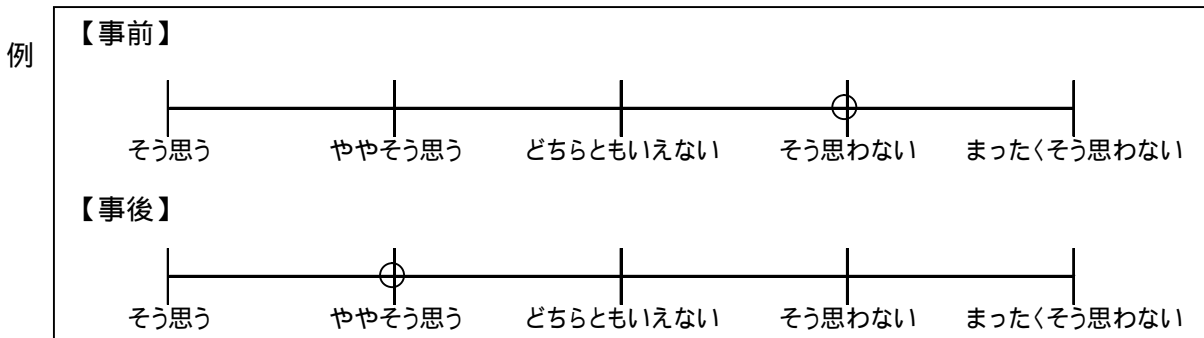 例
【事前】
そう思う ややそう思う どちらともいえない そう思わない まったくそう思わない
【事後】
そう思う ややそう思う どちらともいえない そう思わない まったくそう思わない